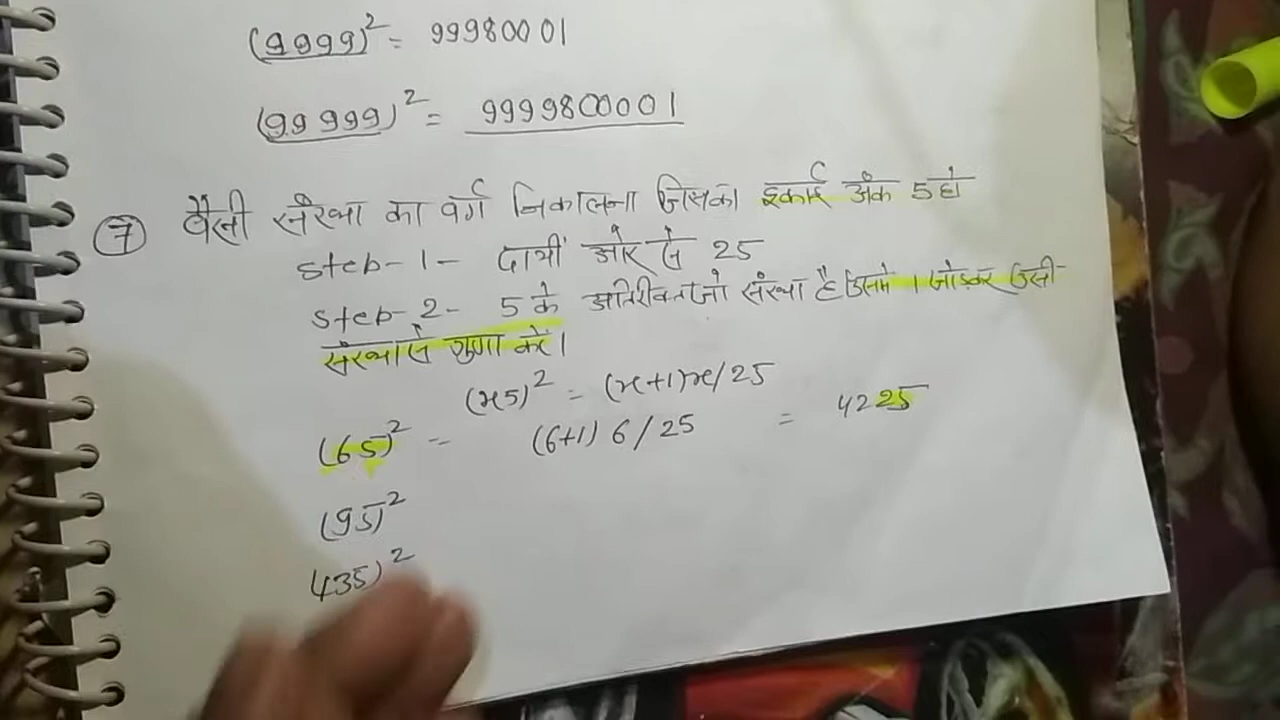 (9999)² = 99980001
(99999)² = 9999800001
⑦ वैसी संख्या का वर्ग निकालना जिसका इकाई अंक 5 हो
Steb-1- दायीं ओर से 25
Steb-2- 5 के अतिरिक्त जो संख्या है उसमे 1 जोड़कर उसी
संख्या से गुणा करें।
(x5)² = (x+1)x/25
(65)² - (6+1) 6/25 = 4225
(95)²
(435)²